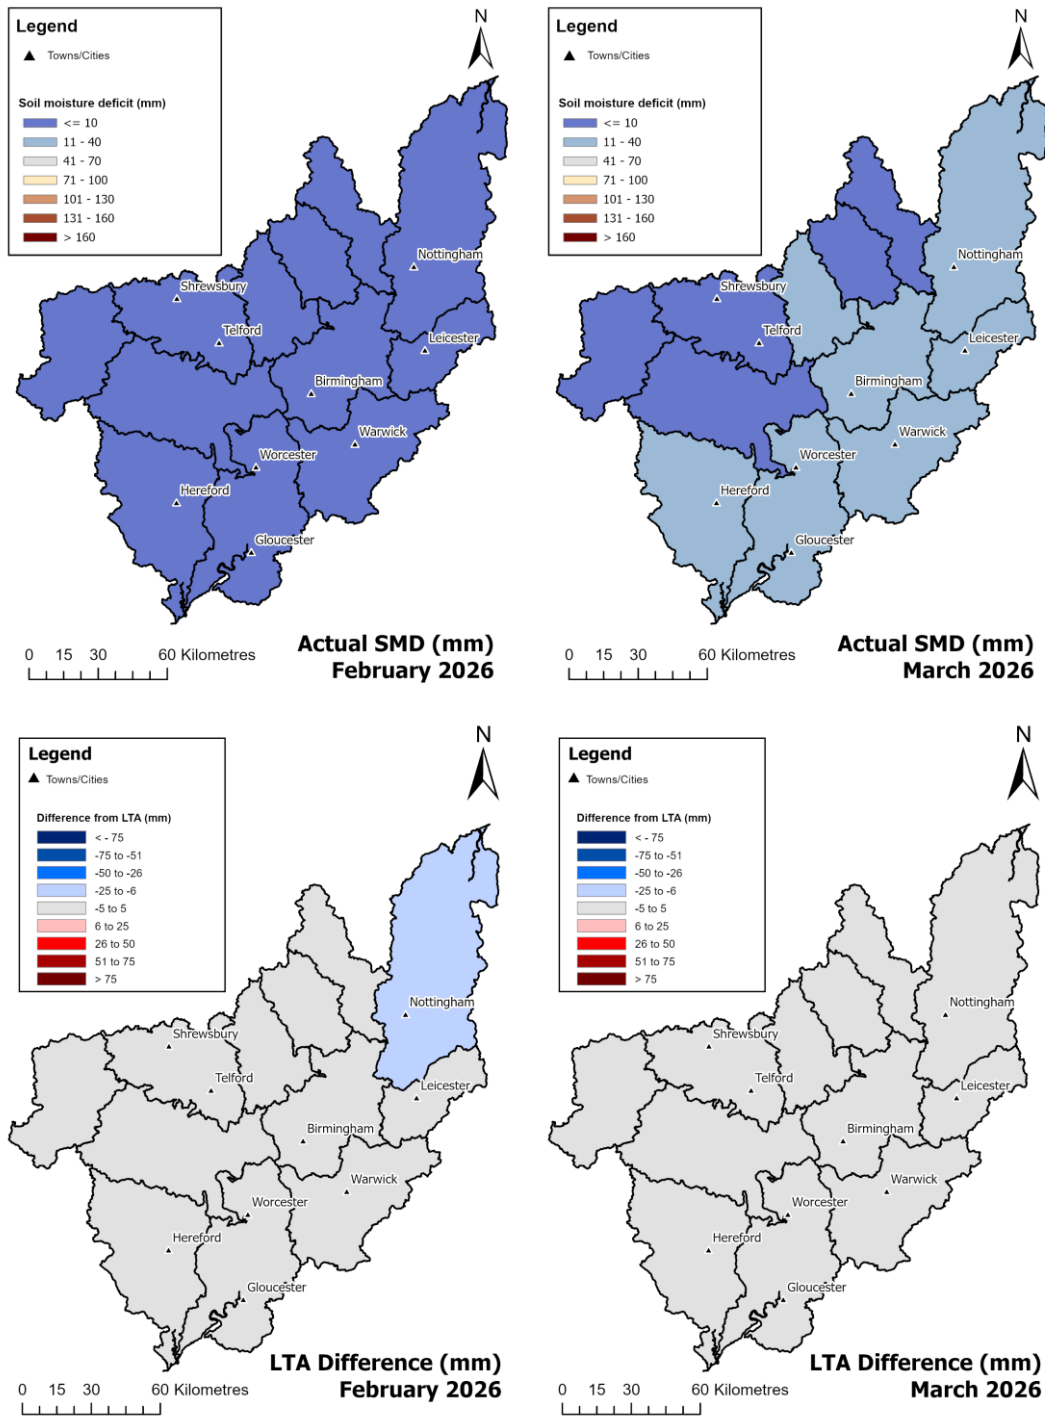 Legend
Towns/Cities
Soil moisture deficit (mm)
<= 10
11 - 40
41 - 70
71 - 100
101 - 130
131 - 160
> 160
N
Nottingham
Shrewsbury
Telford
Leicester
Birmingham
Warwick
Worcester
Hereford
Gloucester
0 15 30 60 Kilometres
Actual SMD (mm)
February 2026
Legend
Towns/Cities
Soil moisture deficit (mm)
<= 10
11 - 40
41 - 70
71 - 100
101 - 130
131 - 160
> 160
N
Nottingham
Shrewsbury
Telford
Leicester
Birmingham
Warwick
Worcester
Hereford
Gloucester
0 15 30 60 Kilometres
Actual SMD (mm)
March 2026
Legend
Towns/Cities
Difference from LTA (mm)
< - 75
-75 to -51
-50 to -26
-25 to -6
-5 to 5
6 to 25
26 to 50
51 to 75
> 75
N
Nottingham
Shrewsbury
Telford
Leicester
Birmingham
Warwick
Worcester
Hereford
Gloucester
0 15 30 60 Kilometres
LTA Difference (mm)
February 2026
Legend
Towns/Cities
Difference from LTA (mm)
< - 75
-75 to -51
-50 to -26
-25 to -6
-5 to 5
6 to 25
26 to 50
51 to 75
> 75
N
Nottingham
Shrewsbury
Telford
Leicester
Birmingham
Warwick
Worcester
Hereford
Gloucester
0 15 30 60 Kilometres
LTA Difference (mm)
March 2026